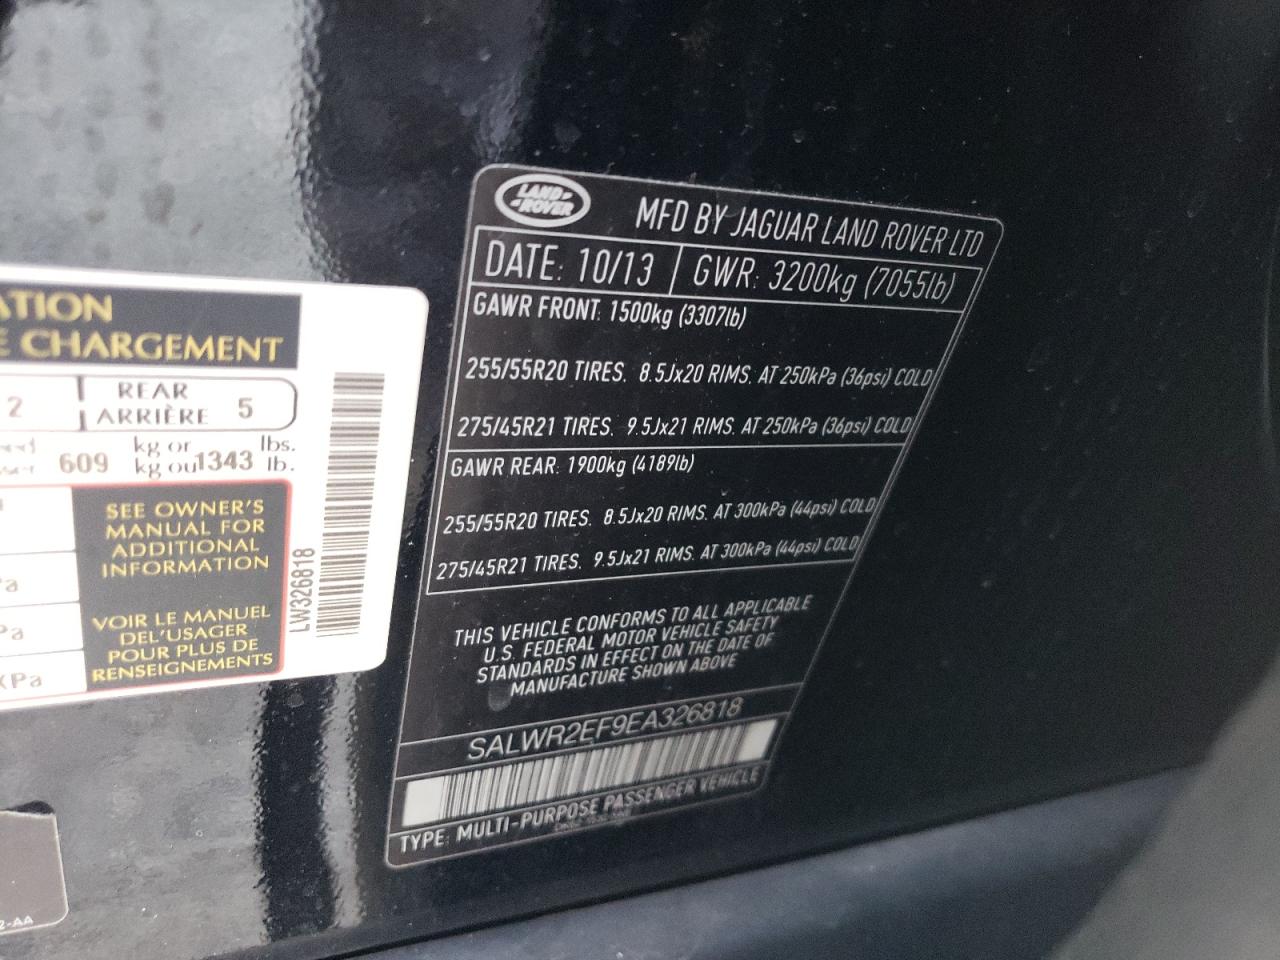 ATION
E CHARGEMENT
2 REAR
ARRIÈRE 5
609 kg or 1343 lbs.
kg ou lb.
SEE OWNER'S
MANUAL FOR
ADDITIONAL
INFORMATION
VOIR LE MANUEL
DEL'USAGER
POUR PLUS DE
RENSEIGNEMENTS
kPa
LW326818
2-AA
LAND
ROVER
MFD BY JAGUAR LAND ROVER LTD
DATE: 10/13 GWR: 3200kg (7055lb)
GAWR FRONT: 1500kg (3307lb)
255/55R20 TIRES. 8.5Jx20 RIMS. AT 250kPa (36psi) COLD
275/45R21 TIRES. 9.5Jx21 RIMS. AT 250kPa (36psi) COLD
GAWR REAR: 1900kg (4189lb)
255/55R20 TIRES. 8.5Jx20 RIMS. AT 300kPa (44psi) COLD
275/45R21 TIRES. 9.5Jx21 RIMS. AT 300kPa (44psi) COLD
THIS VEHICLE CONFORMS TO ALL APPLICABLE
U.S. FEDERAL MOTOR VEHICLE SAFETY
STANDARDS IN EFFECT ON THE DATE OF
MANUFACTURE SHOWN ABOVE
SALWR2EF9EA326818
TYPE: MULTI-PURPOSE PASSENGER VEHICLE